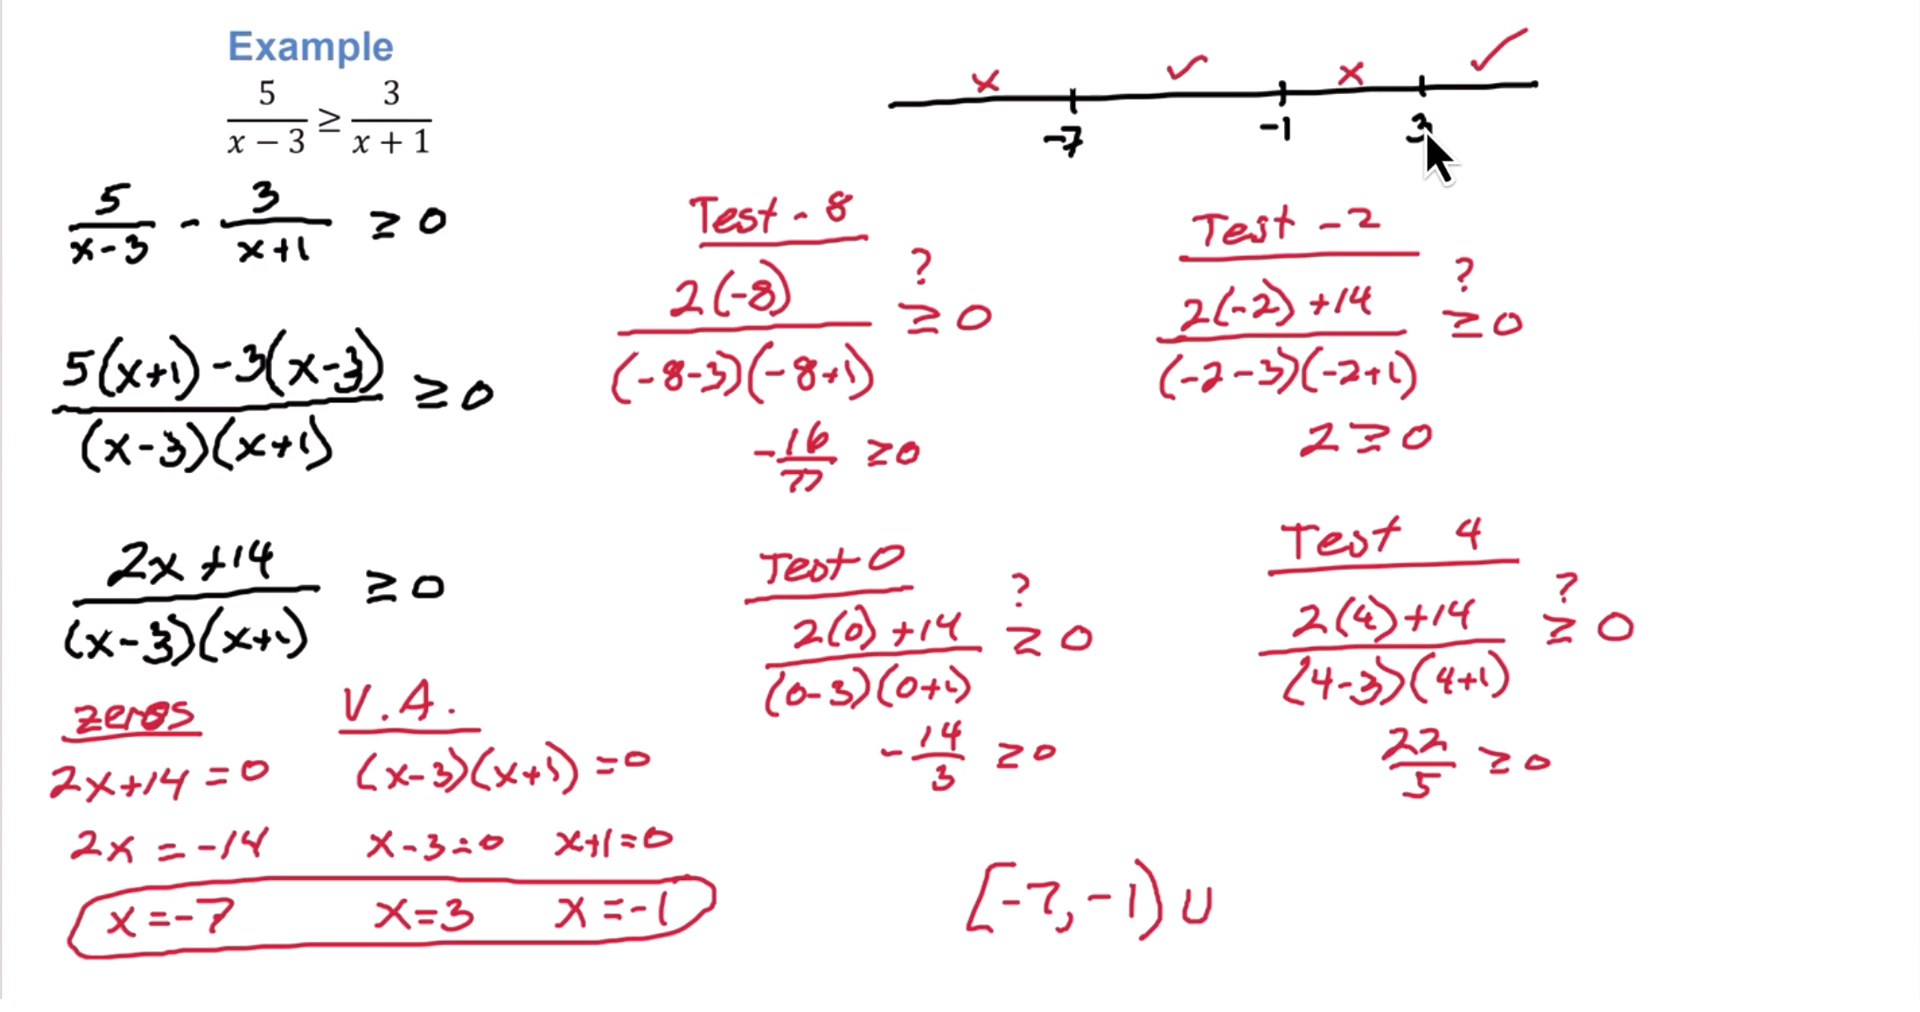 Example
5/(x − 3) ≥ 3/(x + 1)
5/(x-3) - 3/(x+1) ≥ 0
(5(x+1) -3(x-3))/((x-3)(x+1)) ≥ 0
(2x+14)/((x-3)(x+1)) ≥ 0
zeros
2x+14 = 0
2x = -14
x = -7
V.A.
(x-3)(x+1) = 0
x-3=0 x+1=0
x=3 x=-1
x ✓ x ✓
-7 -1 3
Test -8
2(-8)/((-8-3)(-8+1)) ≥? 0
-16/77 ≥ 0
Test -2
(2(-2)+14)/((-2-3)(-2+1)) ≥? 0
2 ≥ 0
Test 0
(2(0)+14)/((0-3)(0+1)) ≥? 0
-14/3 ≥ 0
Test 4
(2(4)+14)/((4-3)(4+1)) ≥? 0
22/5 ≥ 0
[-7, -1) ∪